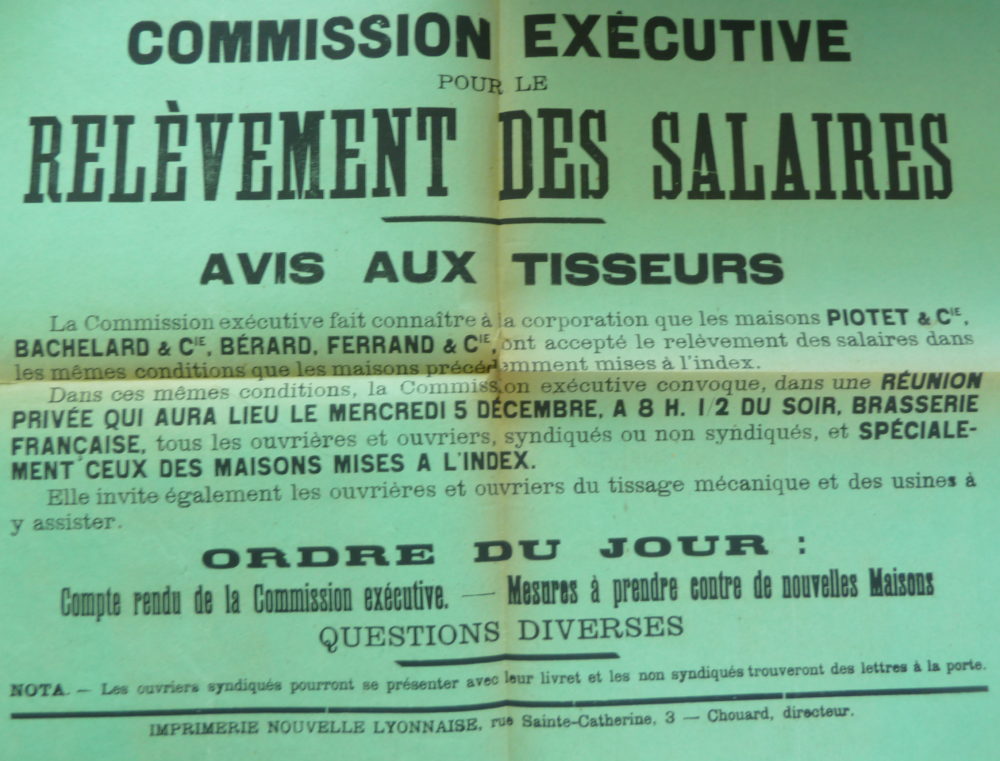 COMMISSION EXÉCUTIVE
POUR LE
RELÈVEMENT DES SALAIRES
AVIS AUX TISSEURS
La Commission exécutive fait connaître à la corporation que les maisons PIOTET & CIE,
BACHELARD & CIE, BÉRARD, FERRAND & CIE, ont accepté le relèvement des salaires dans
les mêmes conditions que les maisons précédemment mises à l'index.
Dans ces mêmes conditions, la Commission exécutive convoque, dans une RÉUNION
PRIVÉE QUI AURA LIEU LE MERCREDI 5 DÉCEMBRE, A 8 H. 1/2 DU SOIR, BRASSERIE
FRANÇAISE, tous les ouvrières et ouvriers, syndiqués ou non syndiqués, et SPÉCIALE-
MENT CEUX DES MAISONS MISES A L'INDEX.
Elle invite également les ouvrières et ouvriers du tissage mécanique et des usines à
y assister.
ORDRE DU JOUR :
Compte rendu de la Commission exécutive. — Mesures à prendre contre de nouvelles Maisons
QUESTIONS DIVERSES
NOTA. — Les ouvriers syndiqués pourront se présenter avec leur livret et les non syndiqués trouveront des lettres à la porte.
IMPRIMERIE NOUVELLE LYONNAISE, rue Sainte-Catherine, 3 — Chouard, directeur.